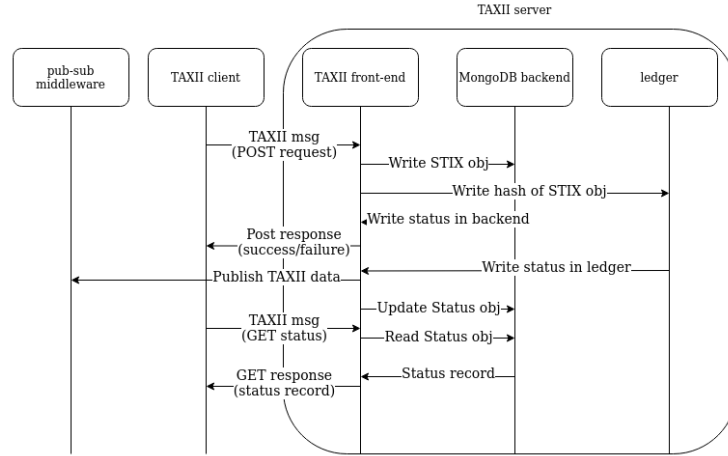 TAXII server
pub-sub
middleware
TAXII client
TAXII front-end
MongoDB backend
ledger
TAXII msg
(POST request)
Write STIX obj
Write hash of STIX obj
Write status in backend
Post response
(success/failure)
Write status in ledger
Publish TAXII data
Update Status obj
TAXII msg
(GET status)
Read Status obj
Status record
GET response
(status record)